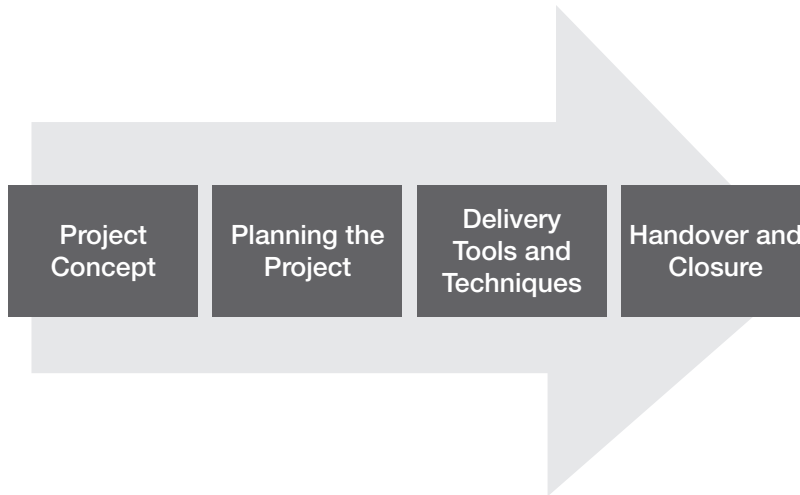 Project
Concept
Planning the
Project
Delivery
Tools and
Techniques
Handover and
Closure